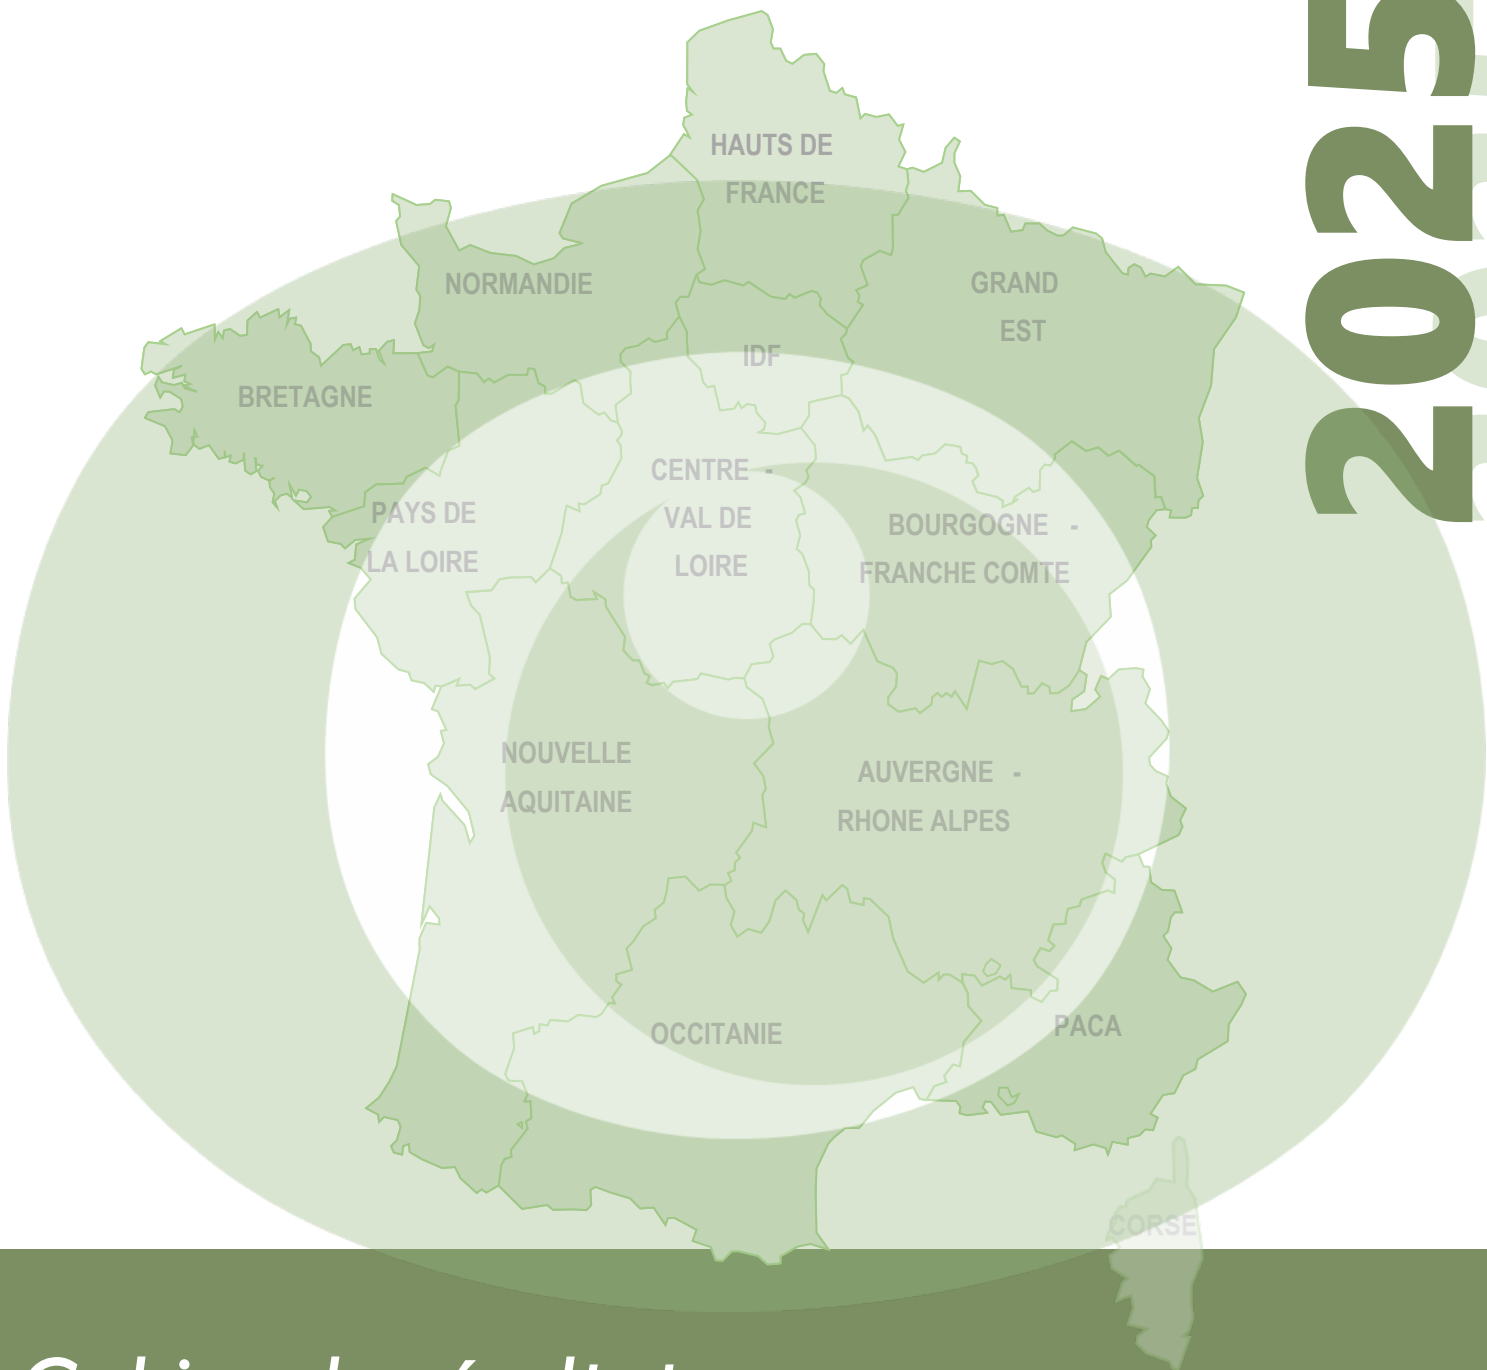 2025
HAUTS DE
FRANCE
NORMANDIE
GRAND
EST
IDF
BRETAGNE
CENTRE -
VAL DE
LOIRE
PAYS DE
LA LOIRE
BOURGOGNE -
FRANCHE COMTE
NOUVELLE
AQUITAINE
AUVERGNE -
RHONE ALPES
OCCITANIE
PACA
CORSE